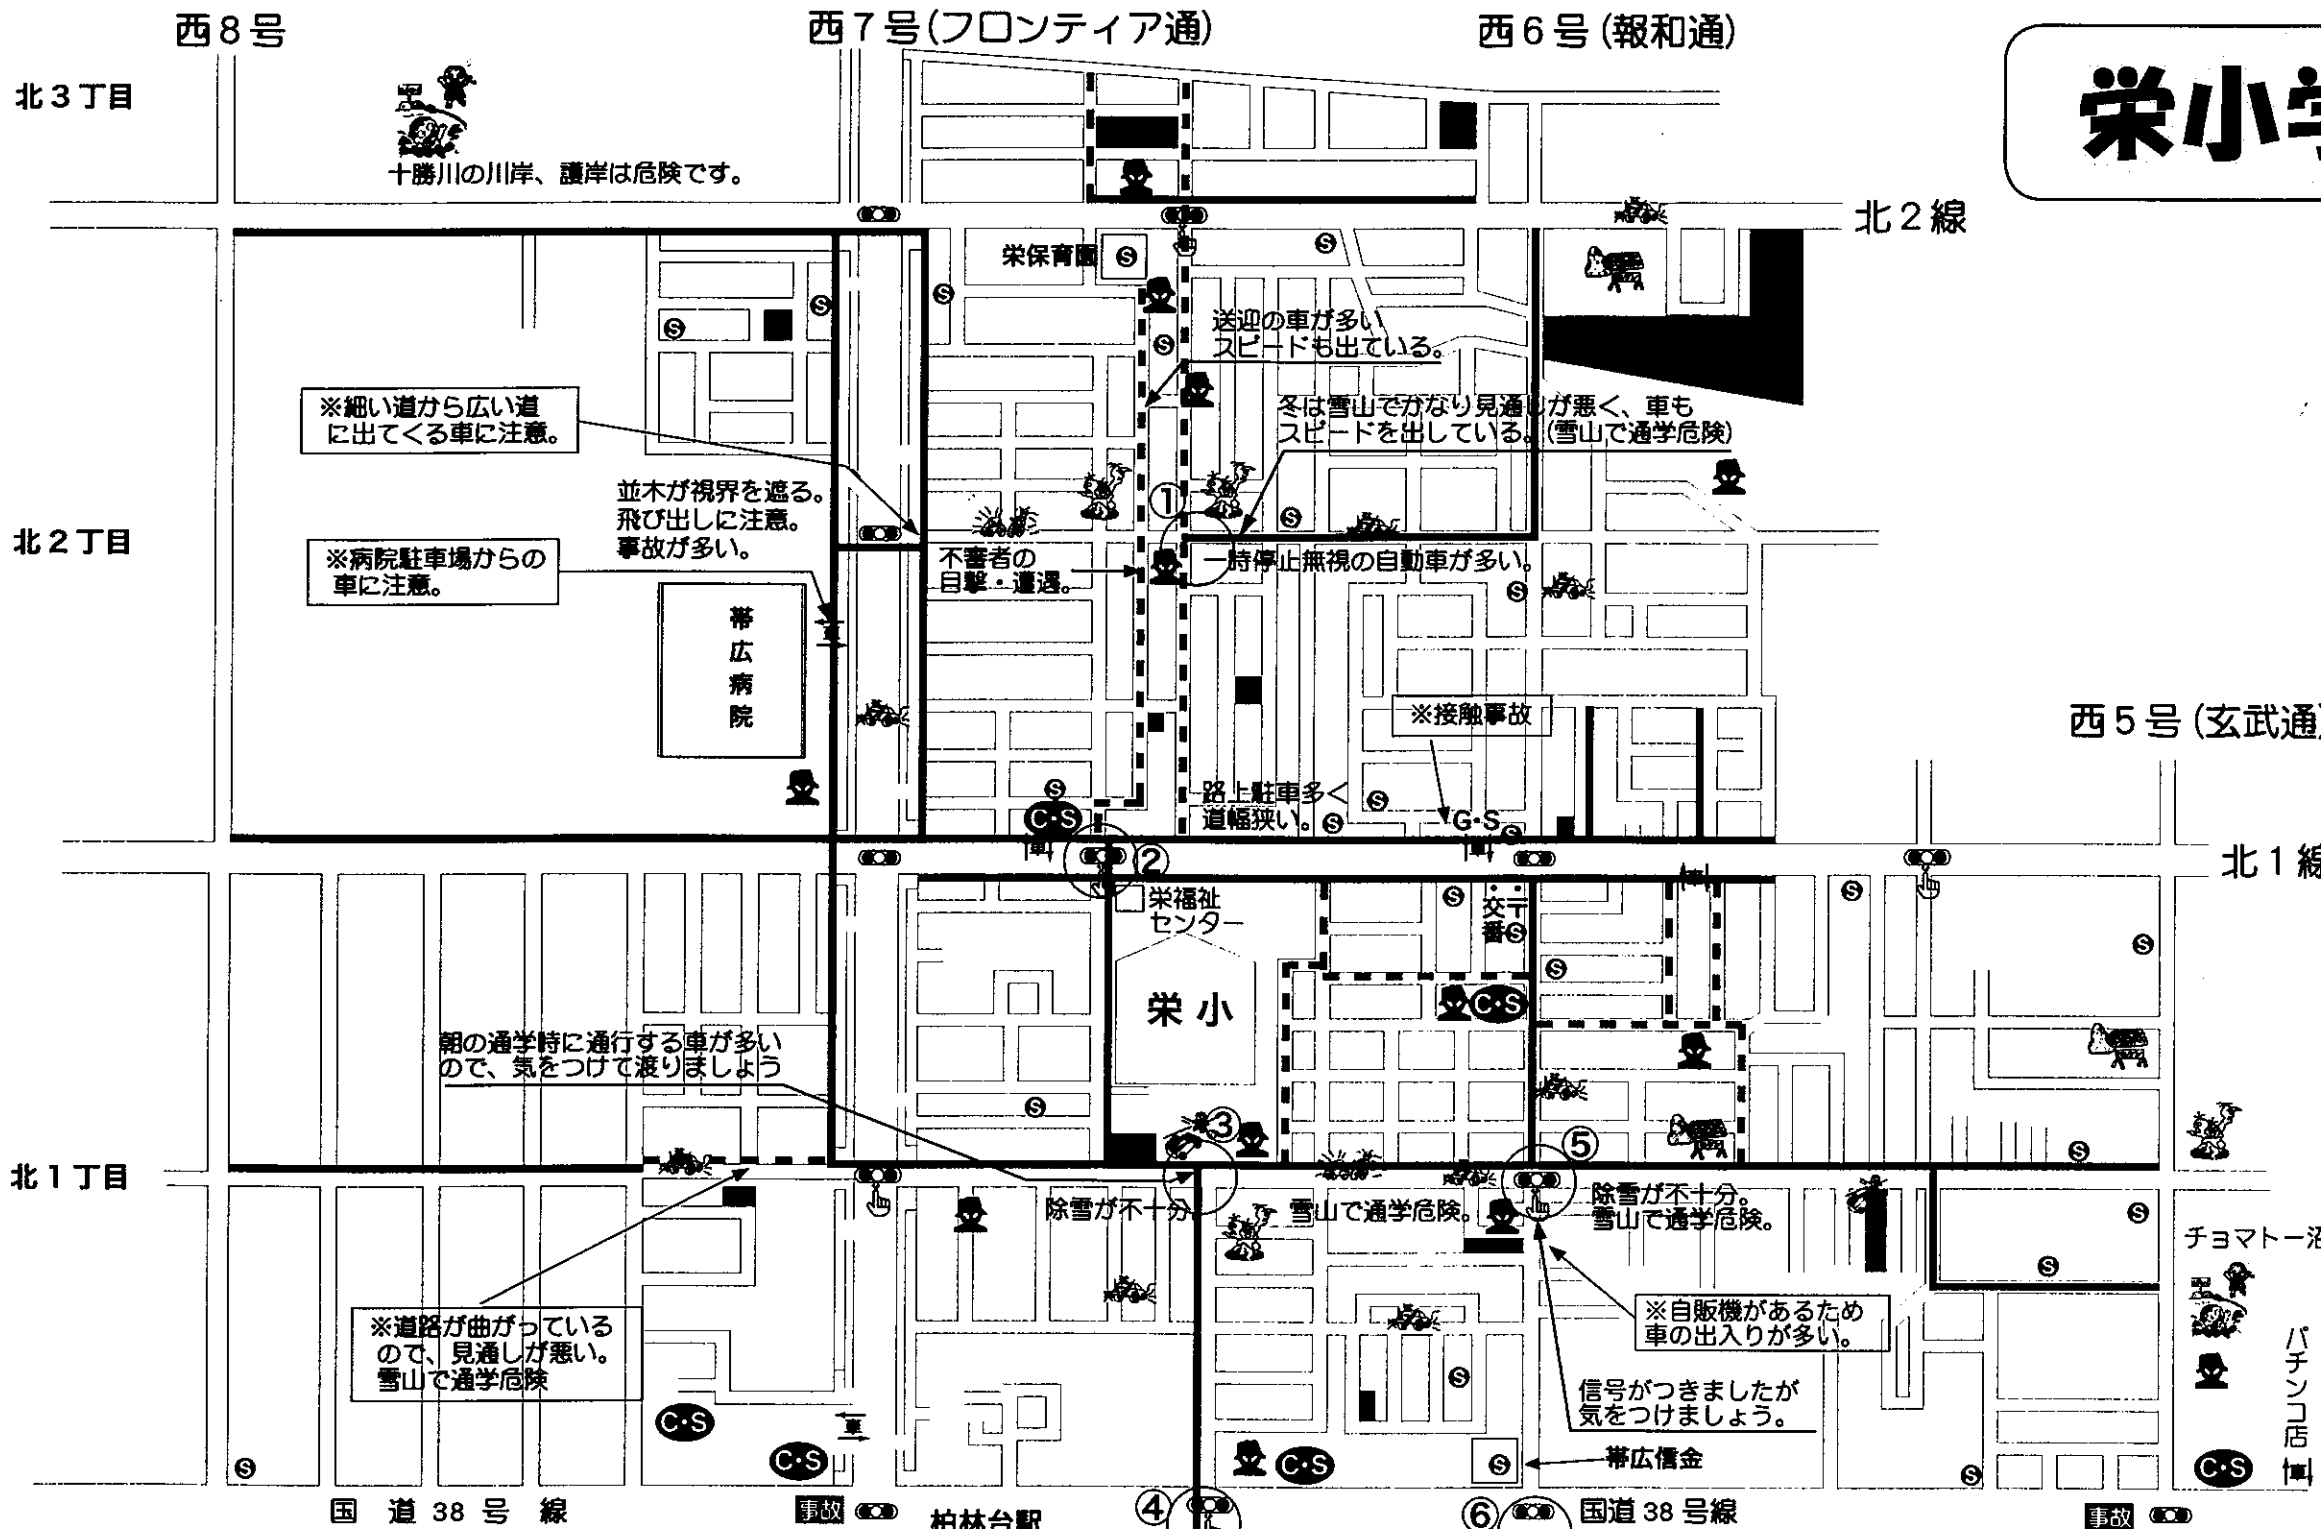 西8号
西7号(フロンティア通)
西6号(報和通)
栄小
北3丁目
十勝川の川岸、護岸は危険です。
北2線
栄保育園
S
S
S
S
S
S
送迎の車が多い
スピードも出ている。
※細い道から広い道
に出てくる車に注意。
冬は雪山でかなり見通しが悪く、車も
スピードを出している。(雪山で通学危険)
並木が視界を遮る。
飛び出しに注意。
事故が多い。
①
S
北2丁目
※病院駐車場からの
車に注意。
不審者の
目撃・遭遇。
一時停止無視の自動車が多い。
S
帯広病院
車
※接触事故
西5号(玄武通)
路上駐車多く
道幅狭い。
S
S
S
C・S
G・S
S
車
車
②
北1線
車
栄福祉
センター
S
交番
〒
S
S
S
S
栄小
C・S
朝の通学時に通行する車が多い
ので、気をつけて渡りましょう
S
③
⑤
S
北1丁目
除雪が不十分。
雪山で通学危険。
除雪が不十分。
雪山で通学危険。
S
チョマトー沼
S
※道路が曲がっている
ので、見通しが悪い。
雪山で通学危険
※自販機があるため
車の出入りが多い。
信号がつきましたが
気をつけましょう。
S
パチンコ店
C・S
車
C・S
C・S
S
帯広信金
S
S
C・S
車
国道38号線
事故
柏林台駅
④
⑥
国道38号線
事故